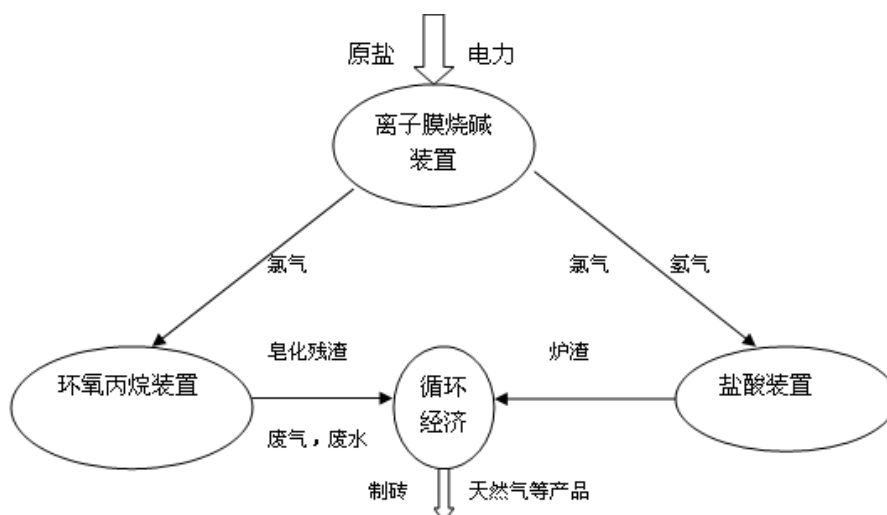 原盐 电力
离子膜烧碱
装置
氯气
氯气 氢气
皂化残渣
炉渣
环氧丙烷装置
循环
经济
盐酸装置
废气，废水
制砖 天然气等产品